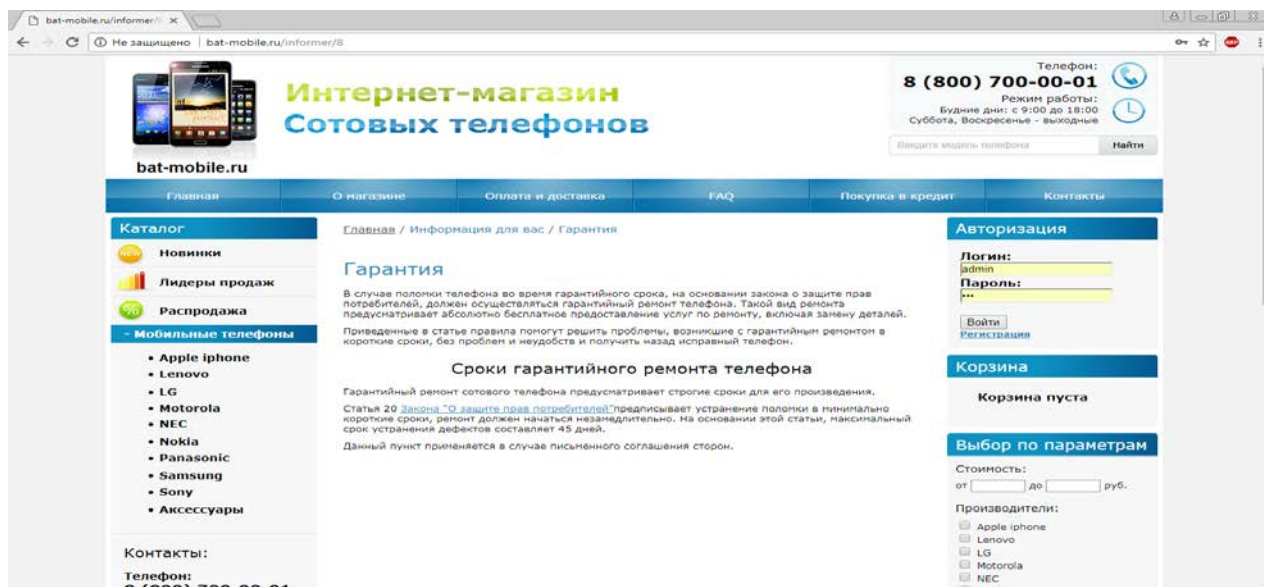 bat-mobile.ru/informer/
Не защищено | bat-mobile.ru/informer/8
bat-mobile.ru
Интернет-магазин
Сотовых телефонов
Телефон:
8 (800) 700-00-01
Режим работы:
Будние дни: с 9:00 до 18:00
Суббота, Воскресенье - выходные
Введите модель телефона
Найти
Главная
О магазине
Оплата и доставка
FAQ
Покупка в кредит
Контакты
Каталог
NEW Новинки
Лидеры продаж
% Распродажа
- Мобильные телефоны
• Apple iphone
• Lenovo
• LG
• Motorola
• NEC
• Nokia
• Panasonic
• Samsung
• Sony
• Аксессуары
Контакты:
Телефон:
8 (800) 700-00-01
Главная / Информация для вас / Гарантия
Гарантия
В случае поломки телефона во время гарантийного срока, на основании закона о защите прав
потребителей, должен осуществляться гарантийный ремонт телефона. Такой вид ремонта
предусматривает абсолютно бесплатное предоставление услуг по ремонту, включая замену деталей.
Приведенные в статье правила помогут решить проблемы, возникшие с гарантийным ремонтом в
короткие сроки, без проблем и неудобств и получить назад исправный телефон.
Сроки гарантийного ремонта телефона
Гарантийный ремонт сотового телефона предусматривает строгие сроки для его произведения.
Статья 20 Закона "О защите прав потребителей"предписывает устранение поломки в минимально
короткие сроки, ремонт должен начаться незамедлительно. На основании этой статьи, максимальный
срок устранения дефектов составляет 45 дней.
Данный пункт применяется в случае письменного соглашения сторон.
Авторизация
Логин:
admin
Пароль:
•••
Войти
Регистрация
Корзина
Корзина пуста
Выбор по параметрам
Стоимость:
от до руб.
Производители:
Apple iphone
Lenovo
LG
Motorola
NEC